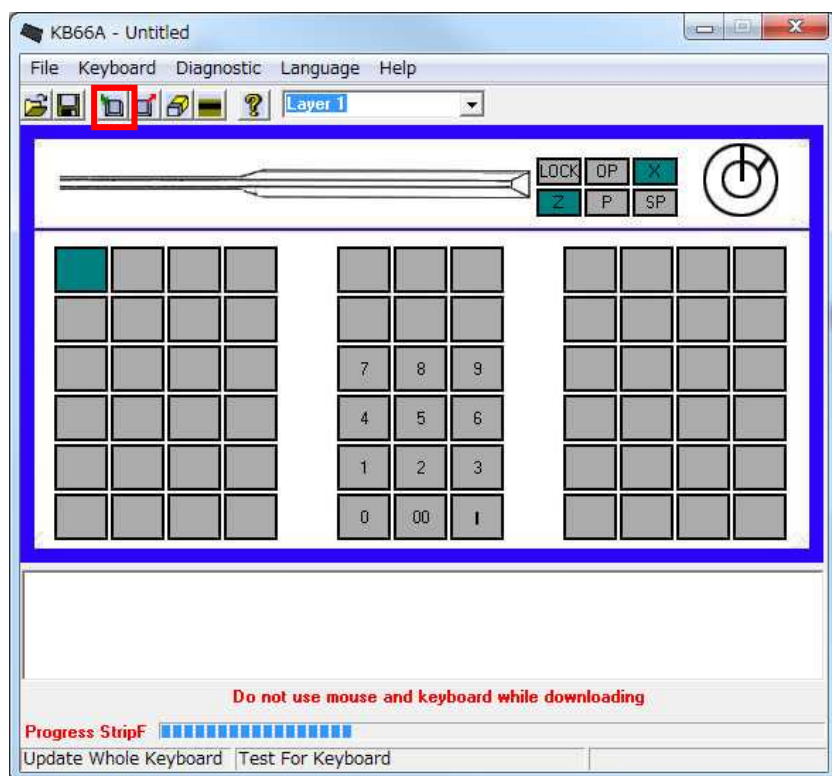 KB66A - Untitled
File Keyboard Diagnostic Language Help
Layer 1
LOCK OP X
Z P SP
7 8 9
4 5 6
1 2 3
0 00 .
Do not use mouse and keyboard while downloading
Progress StripF
Update Whole Keyboard Test For Keyboard